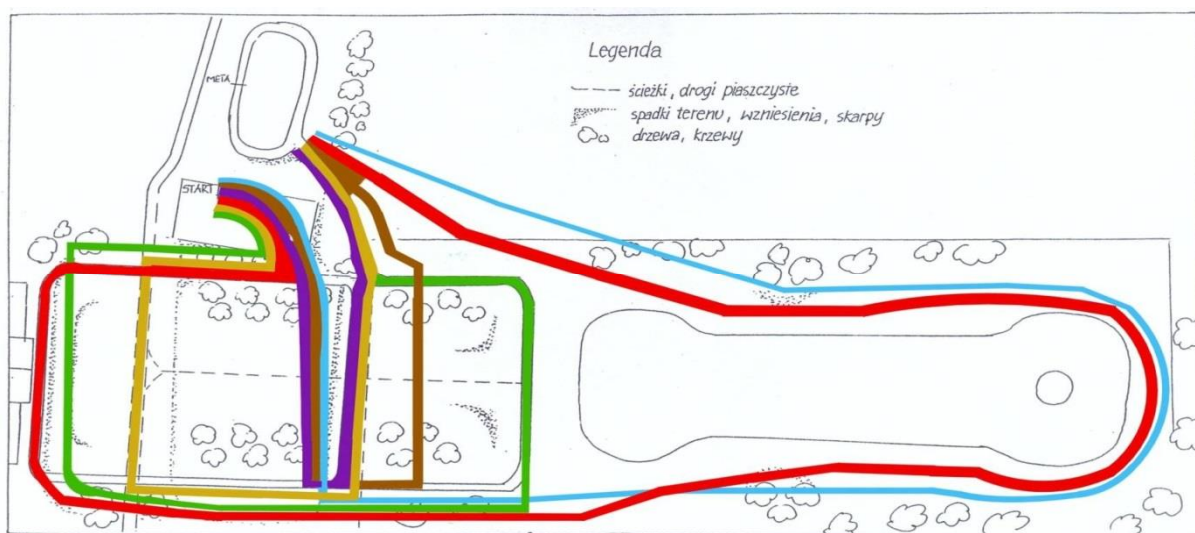 Legenda
ścieżki, drogi piaszczyste
spadki terenu, wzniesienia, skarpy
drzewa, krzewy
META
START